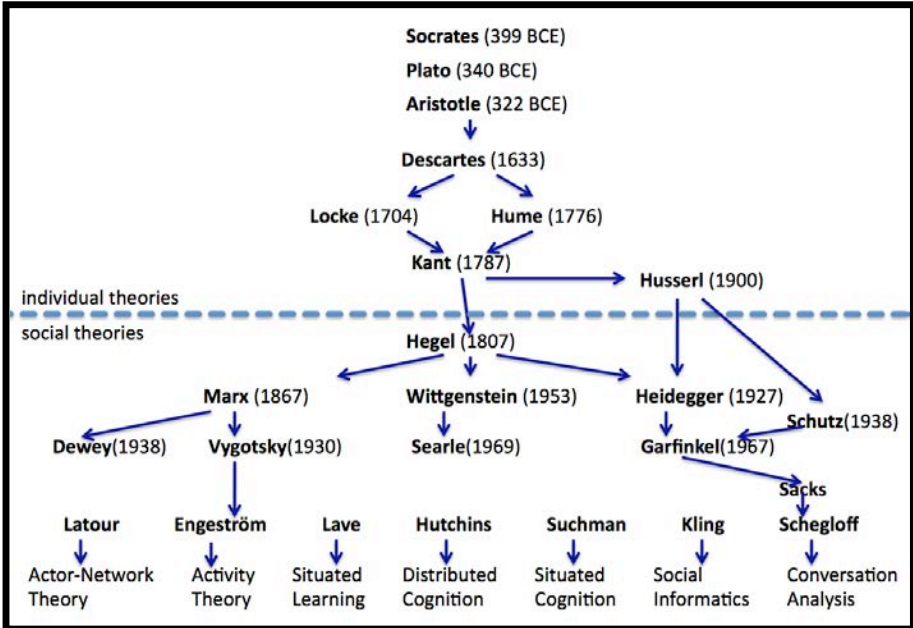 Socrates (399 BCE)
Plato (340 BCE)
Aristotle (322 BCE)
Descartes (1633)
Locke (1704) Hume (1776)
Kant (1787)
Husserl (1900)
individual theories
social theories
Hegel (1807)
Marx (1867) Wittgenstein (1953) Heidegger (1927)
Schutz(1938)
Dewey(1938) Vygotsky(1930) Searle(1969) Garfinkel(1967)
Sacks
Latour Engeström Lave Hutchins Suchman Kling Schegloff
Actor-Network Activity Situated Distributed Situated Social Conversation
Theory Theory Learning Cognition Cognition Informatics Analysis